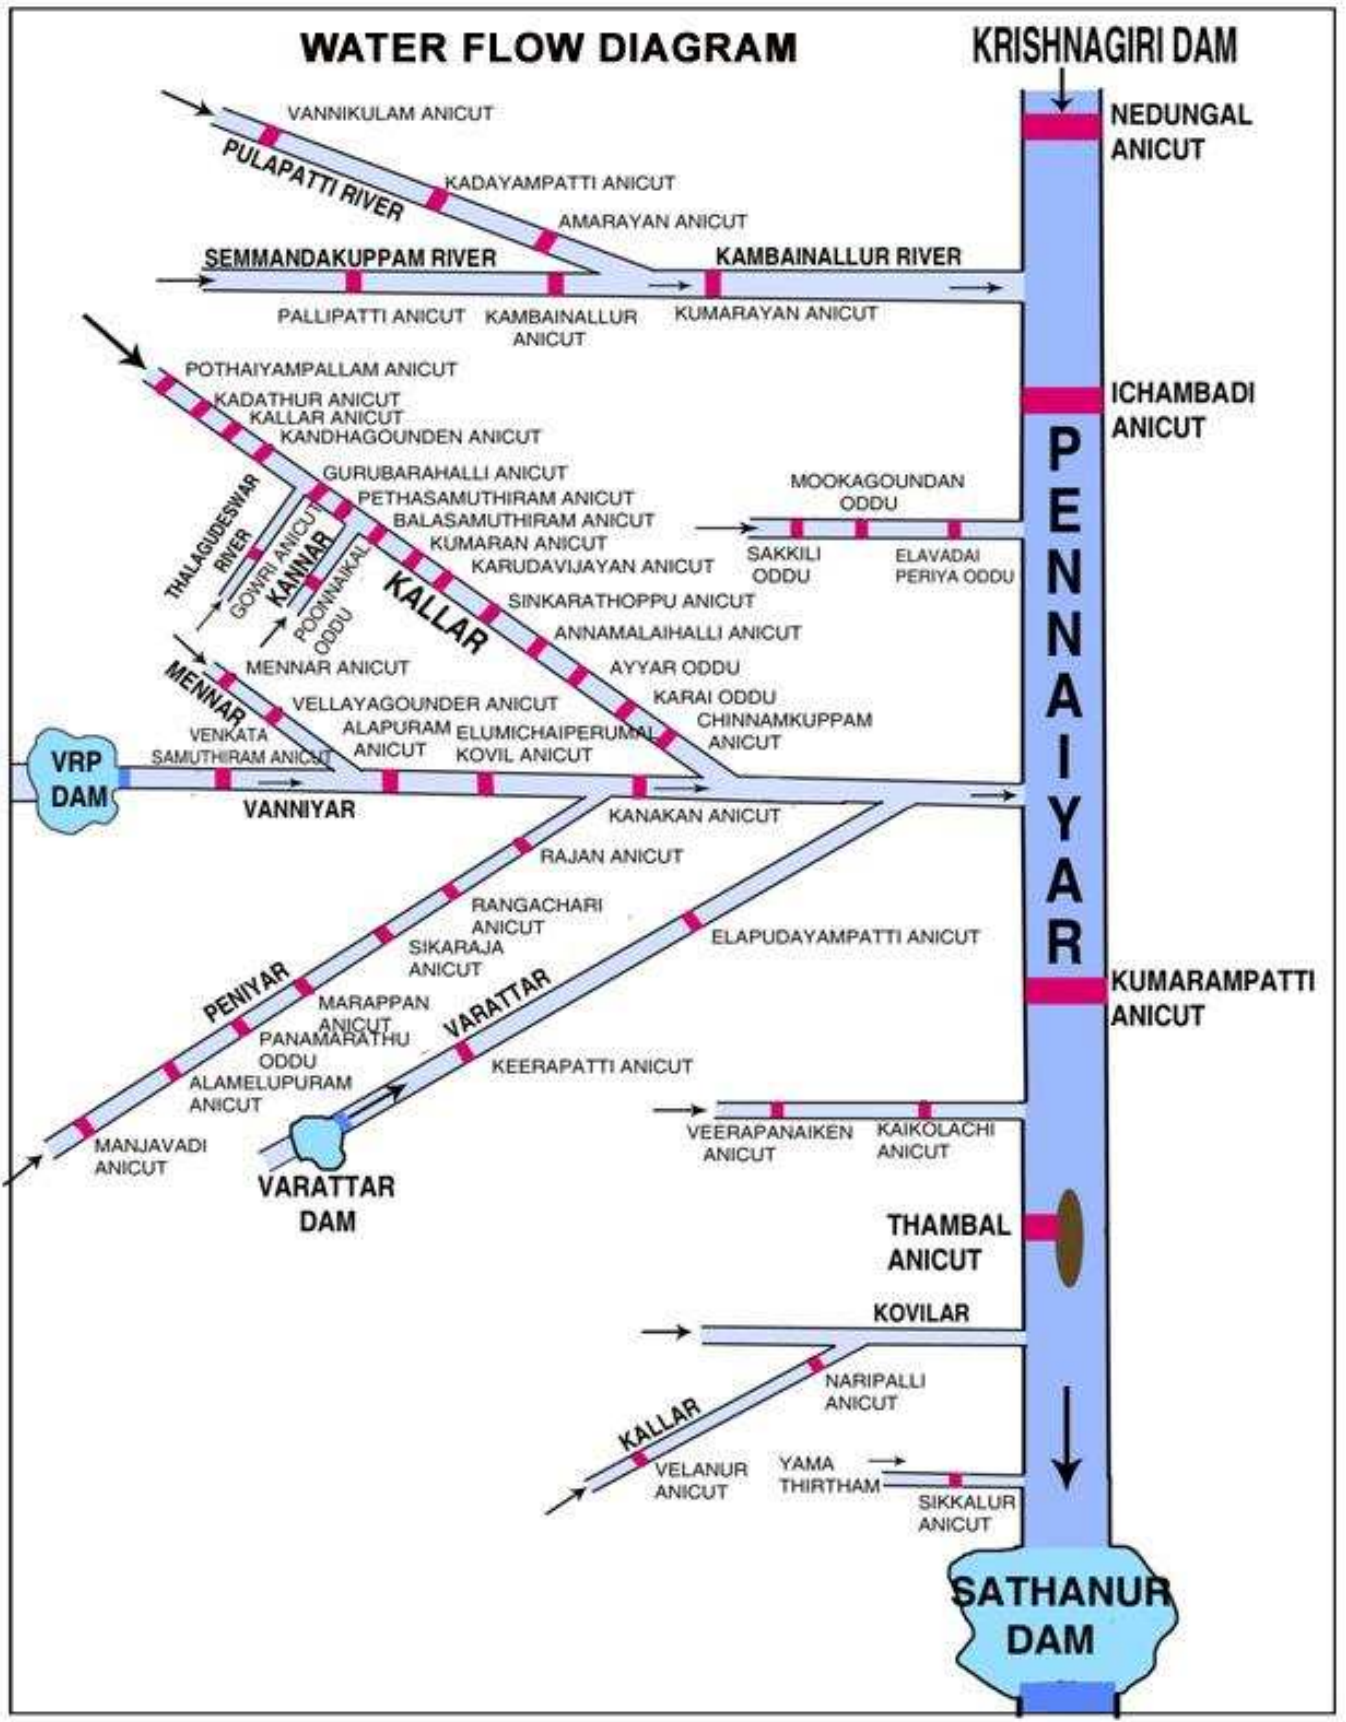 WATER FLOW DIAGRAM
KRISHNAGIRI DAM
NEDUNGAL
ANICUT
VANNIKULAM ANICUT
PULAPATTI RIVER
KADAYAMPATTI ANICUT
AMARAYAN ANICUT
SEMMANDAKUPPAM RIVER
KAMBAINALLUR RIVER
PALLIPATTI ANICUT
KAMBAINALLUR
ANICUT
KUMARAYAN ANICUT
POTHAIYAMPALLAM ANICUT
KADATHUR ANICUT
KALLAR ANICUT
KANDHAGOUNDEN ANICUT
ICHAMBADI
ANICUT
GURUBARAHALLI ANICUT
PETHASAMUTHIRAM ANICUT
BALASAMUTHIRAM ANICUT
KUMARAN ANICUT
KARUDAVIJAYAN ANICUT
SINKARATHOPPU ANICUT
ANNAMALAIHALLI ANICUT
AYYAR ODDU
KARAI ODDU
CHINNAMKUPPAM
ANICUT
THALAGUDESWAR
RIVER
GOWRI ANICUT
KANNAR
POONNAIKAL
ODDU
KALLAR
MOOKAGOUNDAN
ODDU
SAKKILI
ODDU
ELAVADAI
PERIYA ODDU
PENNAIYAR
MENNAR ANICUT
MENNAR
VELLAYAGOUNDER ANICUT
VENKATA
SAMUTHIRAM ANICUT
ALAPURAM
ANICUT
ELUMICHAIPERUMAL
KOVIL ANICUT
VRP
DAM
VANNIYAR
KANAKAN ANICUT
RAJAN ANICUT
RANGACHARI
ANICUT
SIKARAJA
ANICUT
PENIYAR
MARAPPAN
ANICUT
PANAMARATHU
ODDU
ALAMELUPURAM
ANICUT
MANJAVADI
ANICUT
ELAPUDAYAMPATTI ANICUT
VARATTAR
KEERAPATTI ANICUT
VARATTAR
DAM
KUMARAMPATTI
ANICUT
VEERAPANAIKEN
ANICUT
KAIKOLACHI
ANICUT
THAMBAL
ANICUT
KOVILAR
NARIPALLI
ANICUT
KALLAR
VELANUR
ANICUT
YAMA
THIRTHAM
SIKKALUR
ANICUT
SATHANUR
DAM